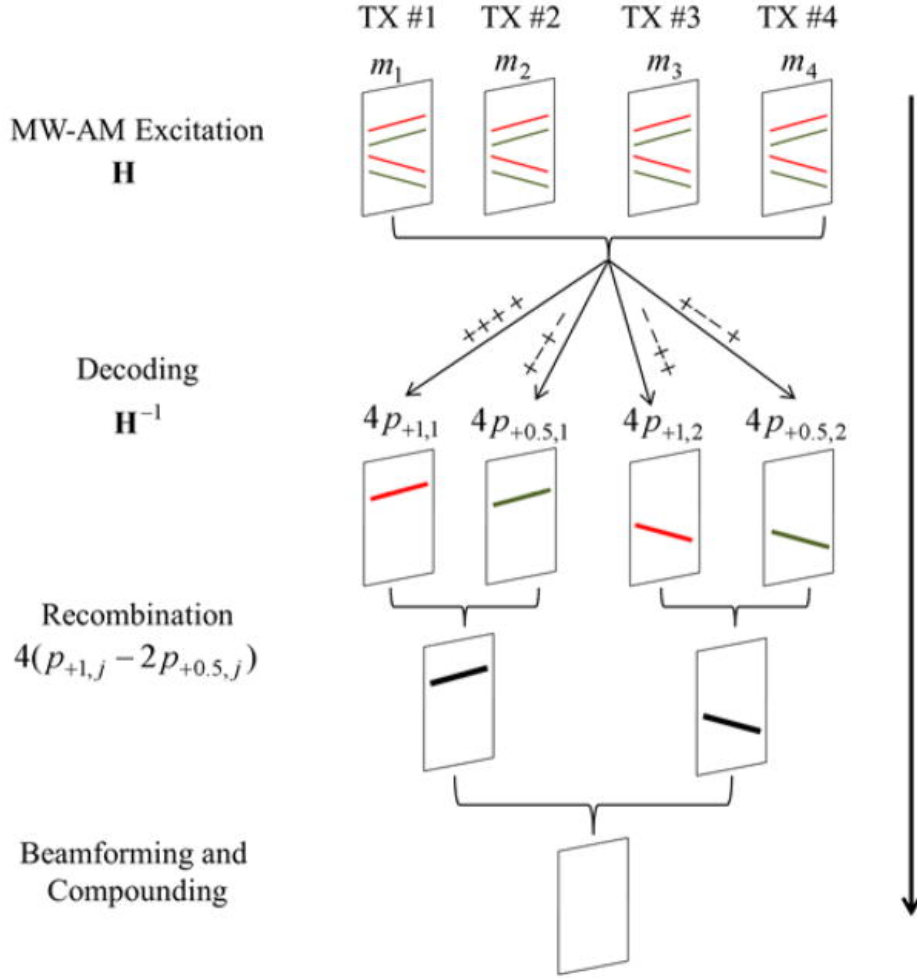 TX #1 TX #2 TX #3 TX #4
m₁ m₂ m₃ m₄
MW-AM Excitation
H
++++ +−+− ++−− +−−+
Decoding
H⁻¹
4p₊₁,₁ 4p₊₀.₅,₁ 4p₊₁,₂ 4p₊₀.₅,₂
Recombination
4(p₊₁,ⱼ − 2p₊₀.₅,ⱼ)
Beamforming and
Compounding